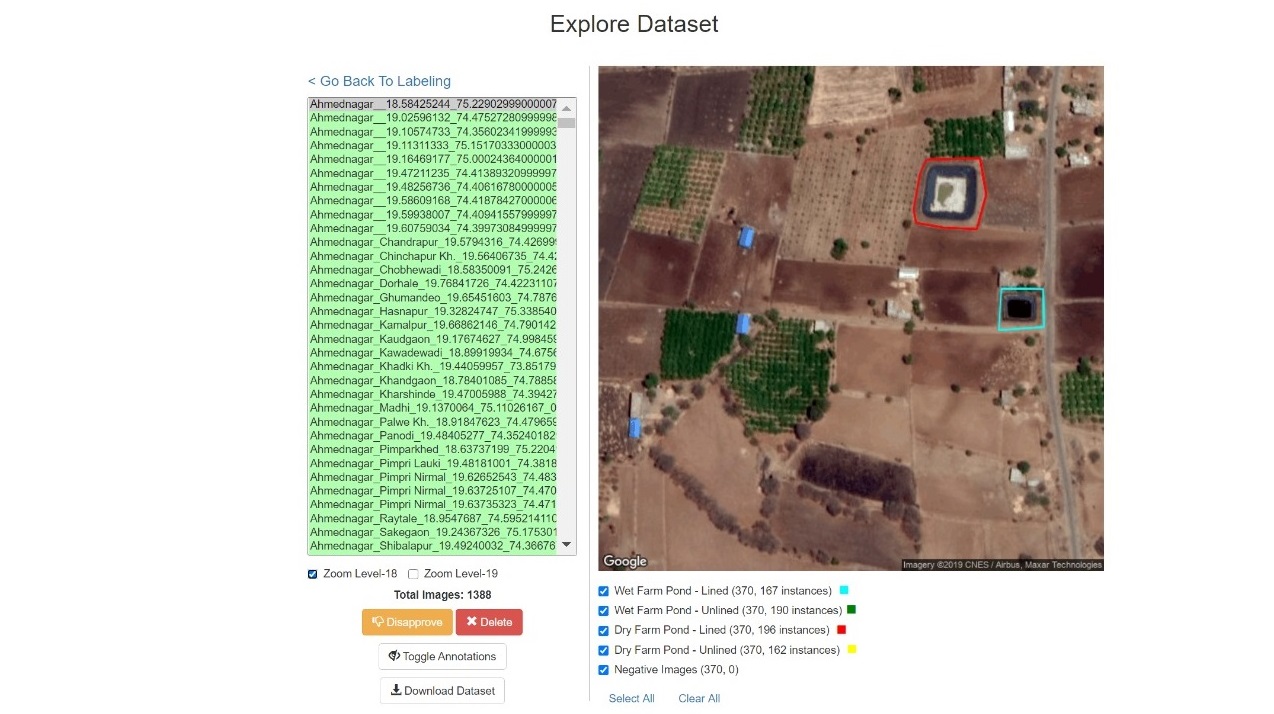 Explore Dataset
< Go Back To Labeling
Ahmednagar__18.58425244_75.22902999000007
Ahmednagar__19.02596132_74.47527280999998
Ahmednagar__19.10574733_74.35602341999993
Ahmednagar__19.11311333_75.15170333000003
Ahmednagar__19.16469177_75.00024364000001
Ahmednagar__19.47211235_74.41389320999997
Ahmednagar__19.48256736_74.40616780000005
Ahmednagar__19.58609168_74.41878427000006
Ahmednagar__19.59938007_74.40941557999997
Ahmednagar__19.60759034_74.39973084999997
Ahmednagar_Chandrapur_19.5794316_74.42699
Ahmednagar_Chinchapur Kh._19.56406735_74.42
Ahmednagar_Chobhewadi_18.58350091_75.2426
Ahmednagar_Dorhale_19.76841726_74.42231107
Ahmednagar_Ghumandeo_19.65451603_74.7876
Ahmednagar_Hasnapur_19.32824747_75.338540
Ahmednagar_Kamalpur_19.66862146_74.790142
Ahmednagar_Kaudgaon_19.17674627_74.998459
Ahmednagar_Kawadewadi_18.89919934_74.6756
Ahmednagar_Khadki Kh._19.44059957_73.85179
Ahmednagar_Khandgaon_18.78401085_74.7885
Ahmednagar_Kharshinde_19.47005988_74.39427
Ahmednagar_Madhi_19.1370064_75.11026167_0
Ahmednagar_Palwe Kh._18.91847623_74.479659
Ahmednagar_Panodi_19.48405277_74.35240182
Ahmednagar_Pimparkhed_18.63737199_75.2204
Ahmednagar_Pimpri Lauki_19.48181001_74.3818
Ahmednagar_Pimpri Nirmal_19.62652543_74.483
Ahmednagar_Pimpri Nirmal_19.63725107_74.470
Ahmednagar_Pimpri Nirmal_19.63735323_74.471
Ahmednagar_Raytale_18.9547687_74.595214110
Ahmednagar_Sakegaon_19.24367326_75.175301
Ahmednagar_Shibalapur_19.49240032_74.36676
Zoom Level-18 Zoom Level-19
Total Images: 1388
Disapprove Delete
Toggle Annotations
Download Dataset
Google Imagery ©2019 CNES / Airbus, Maxar Technologies
Wet Farm Pond - Lined (370, 167 instances)
Wet Farm Pond - Unlined (370, 190 instances)
Dry Farm Pond - Lined (370, 196 instances)
Dry Farm Pond - Unlined (370, 162 instances)
Negative Images (370, 0)
Select All Clear All